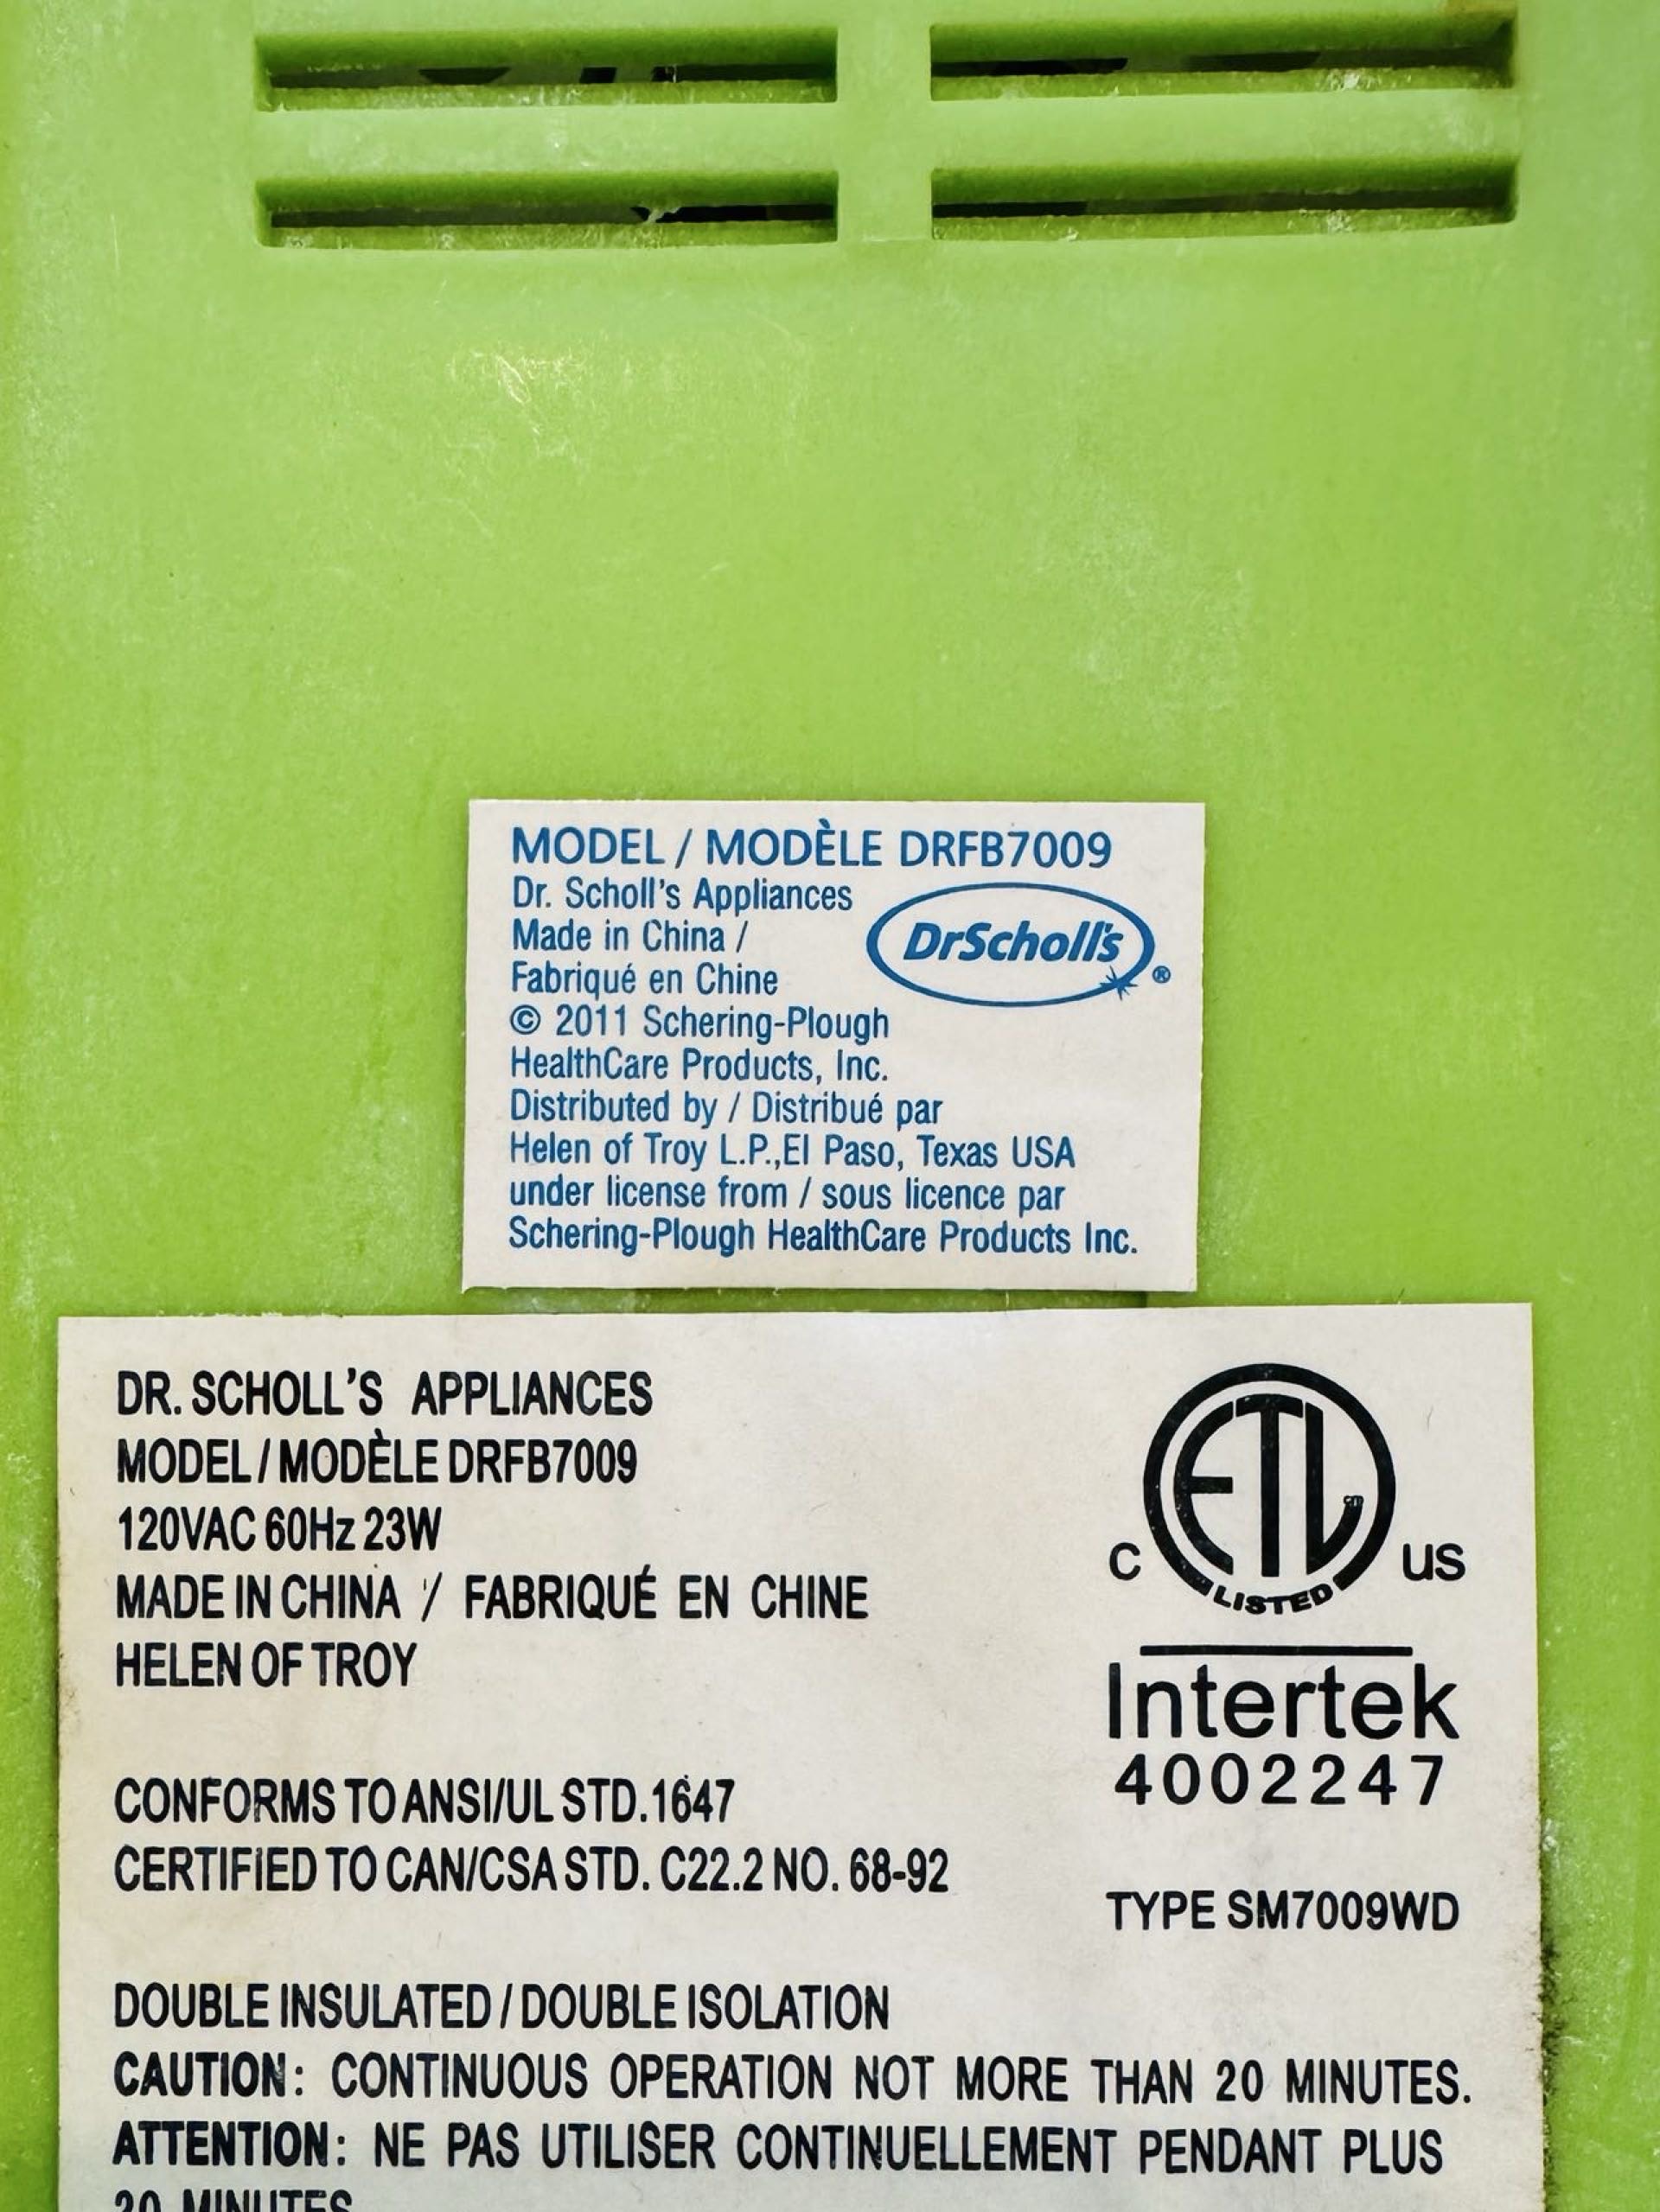 MODEL / MODÈLE DRFB7009
Dr. Scholl's Appliances
Made in China /
Fabriqué en Chine
DrScholl's ®
© 2011 Schering-Plough
HealthCare Products, Inc.
Distributed by / Distribué par
Helen of Troy L.P.,El Paso, Texas USA
under license from / sous licence par
Schering-Plough HealthCare Products Inc.
DR. SCHOLL'S APPLIANCES
MODEL / MODÈLE DRFB7009
120VAC 60Hz 23W
MADE IN CHINA / FABRIQUÉ EN CHINE
HELEN OF TROY
CONFORMS TO ANSI/UL STD.1647
CERTIFIED TO CAN/CSA STD. C22.2 NO. 68-92
C ETL CM US
LISTED
Intertek
4002247
TYPE SM7009WD
DOUBLE INSULATED / DOUBLE ISOLATION
CAUTION: CONTINUOUS OPERATION NOT MORE THAN 20 MINUTES.
ATTENTION: NE PAS UTILISER CONTINUELLEMENT PENDANT PLUS
20 MINUTES